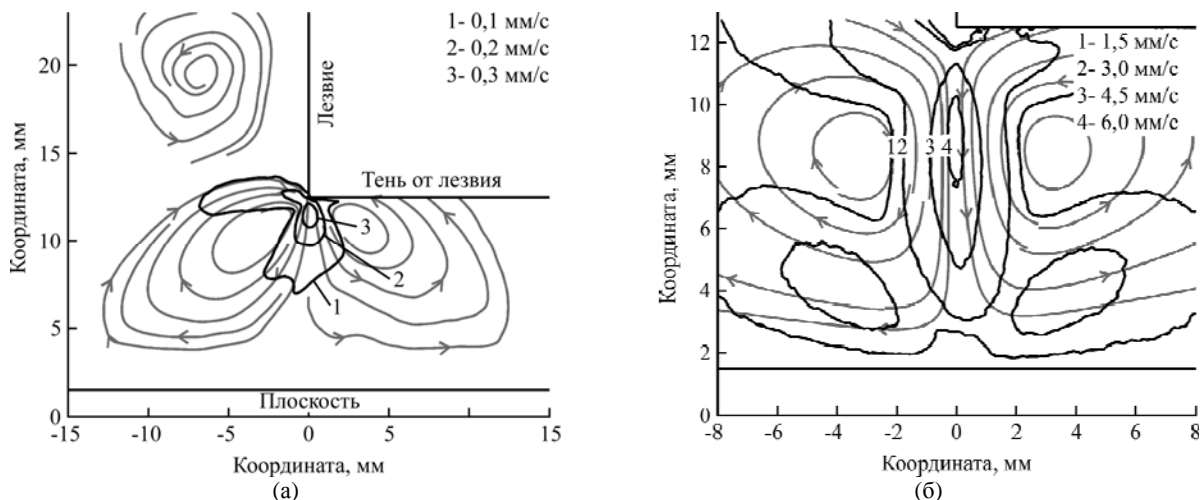 1- 0,1 мм/с
2- 0,2 мм/с
3- 0,3 мм/с
Лезвие
Тень от лезвия
3
2
1
Плоскость
Координата, мм
20
15
10
5
0
-15
-10
-5
0
5
10
15
Координата, мм
(а)
1- 1,5 мм/с
2- 3,0 мм/с
3- 4,5 мм/с
4- 6,0 мм/с
12
3 4
Координата, мм
12
10
8
6
4
2
0
-8
-6
-4
-2
0
2
4
6
8
Координата, мм
(б)